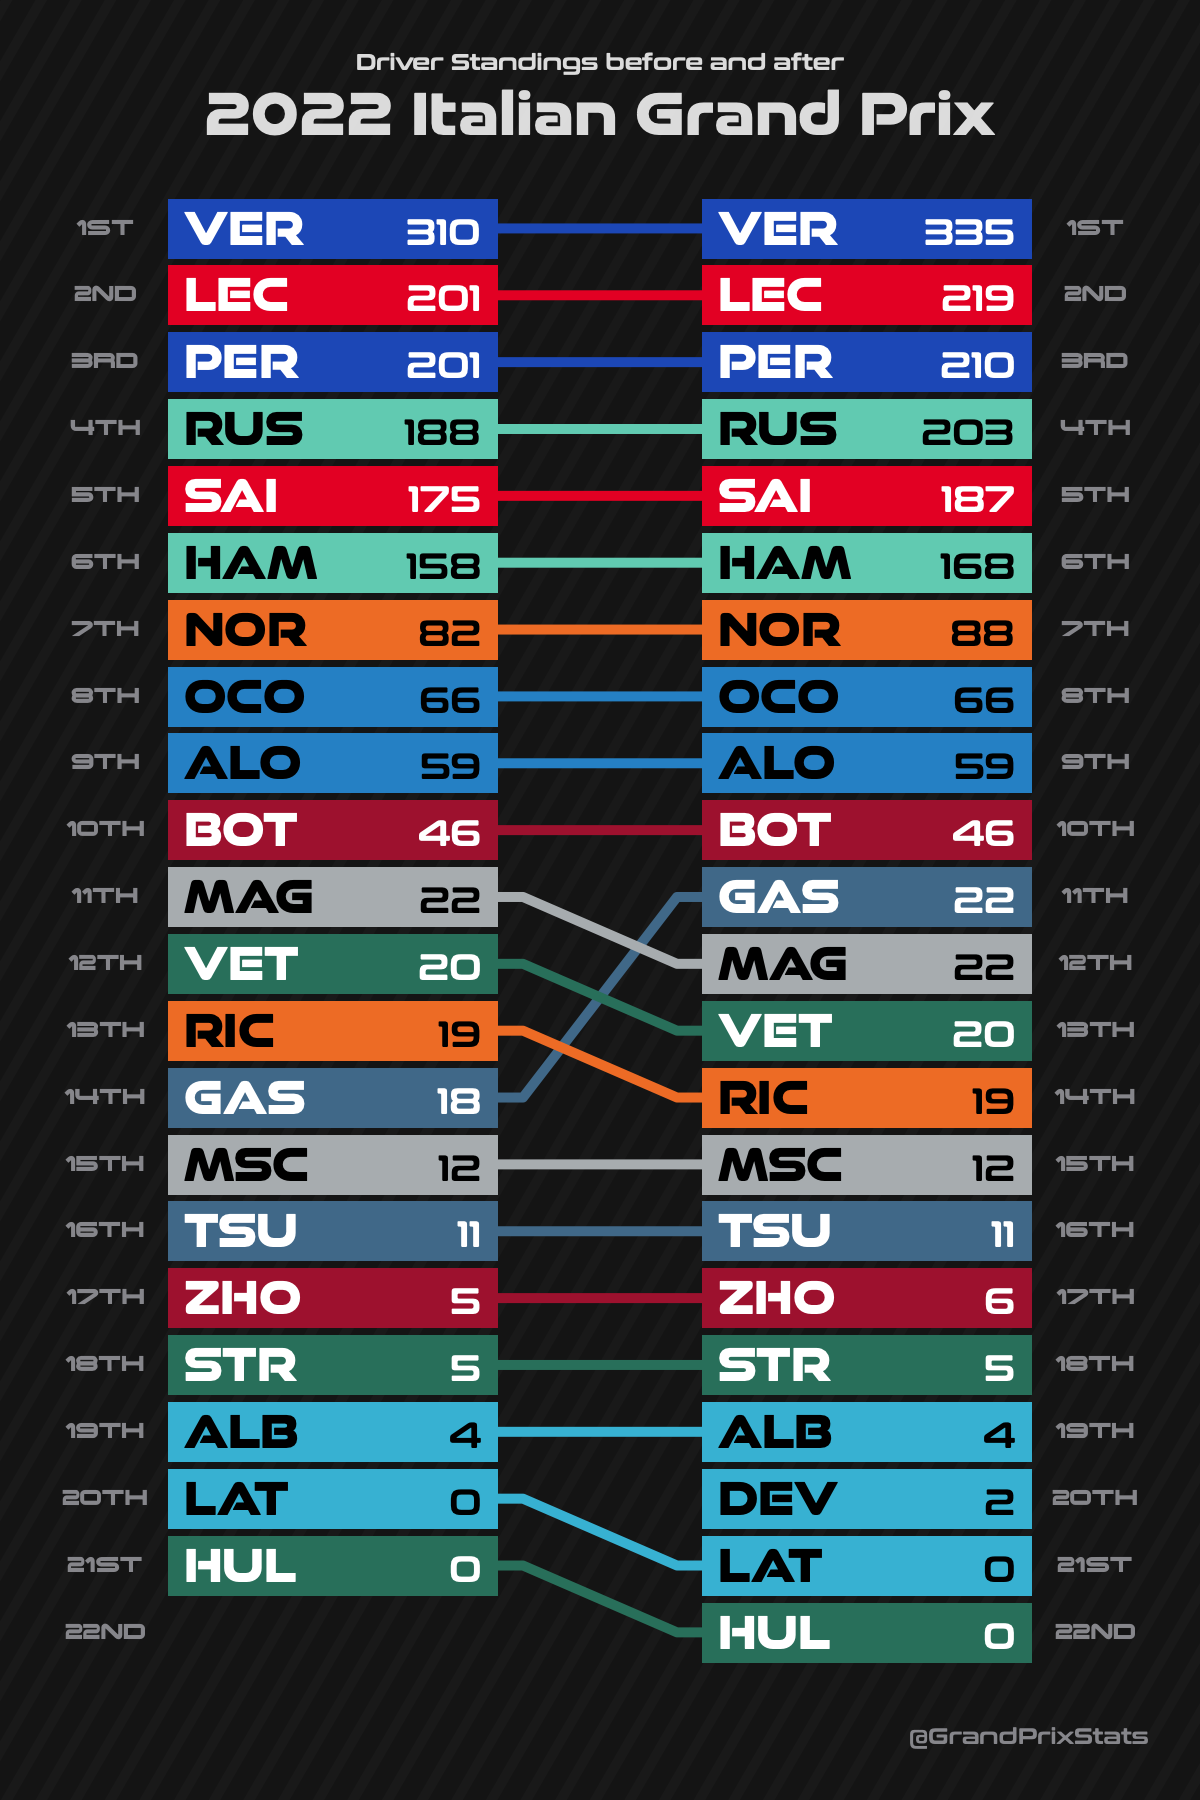 Driver Standings before and after
2022 Italian Grand Prix
1ST VER 310 VER 335 1ST
2ND LEC 201 LEC 219 2ND
3RD PER 201 PER 210 3RD
4TH RUS 188 RUS 203 4TH
5TH SAI 175 SAI 187 5TH
6TH HAM 158 HAM 168 6TH
7TH NOR 82 NOR 88 7TH
8TH OCO 66 OCO 66 8TH
9TH ALO 59 ALO 59 9TH
10TH BOT 46 BOT 46 10TH
11TH MAG 22 GAS 22 11TH
12TH VET 20 MAG 22 12TH
13TH RIC 19 VET 20 13TH
14TH GAS 18 RIC 19 14TH
15TH MSC 12 MSC 12 15TH
16TH TSU 11 TSU 11 16TH
17TH ZHO 5 ZHO 6 17TH
18TH STR 5 STR 5 18TH
19TH ALB 4 ALB 4 19TH
20TH LAT 0 DEV 2 20TH
21ST HUL 0 LAT 0 21ST
22ND HUL 0 22ND
@GrandPrixStats